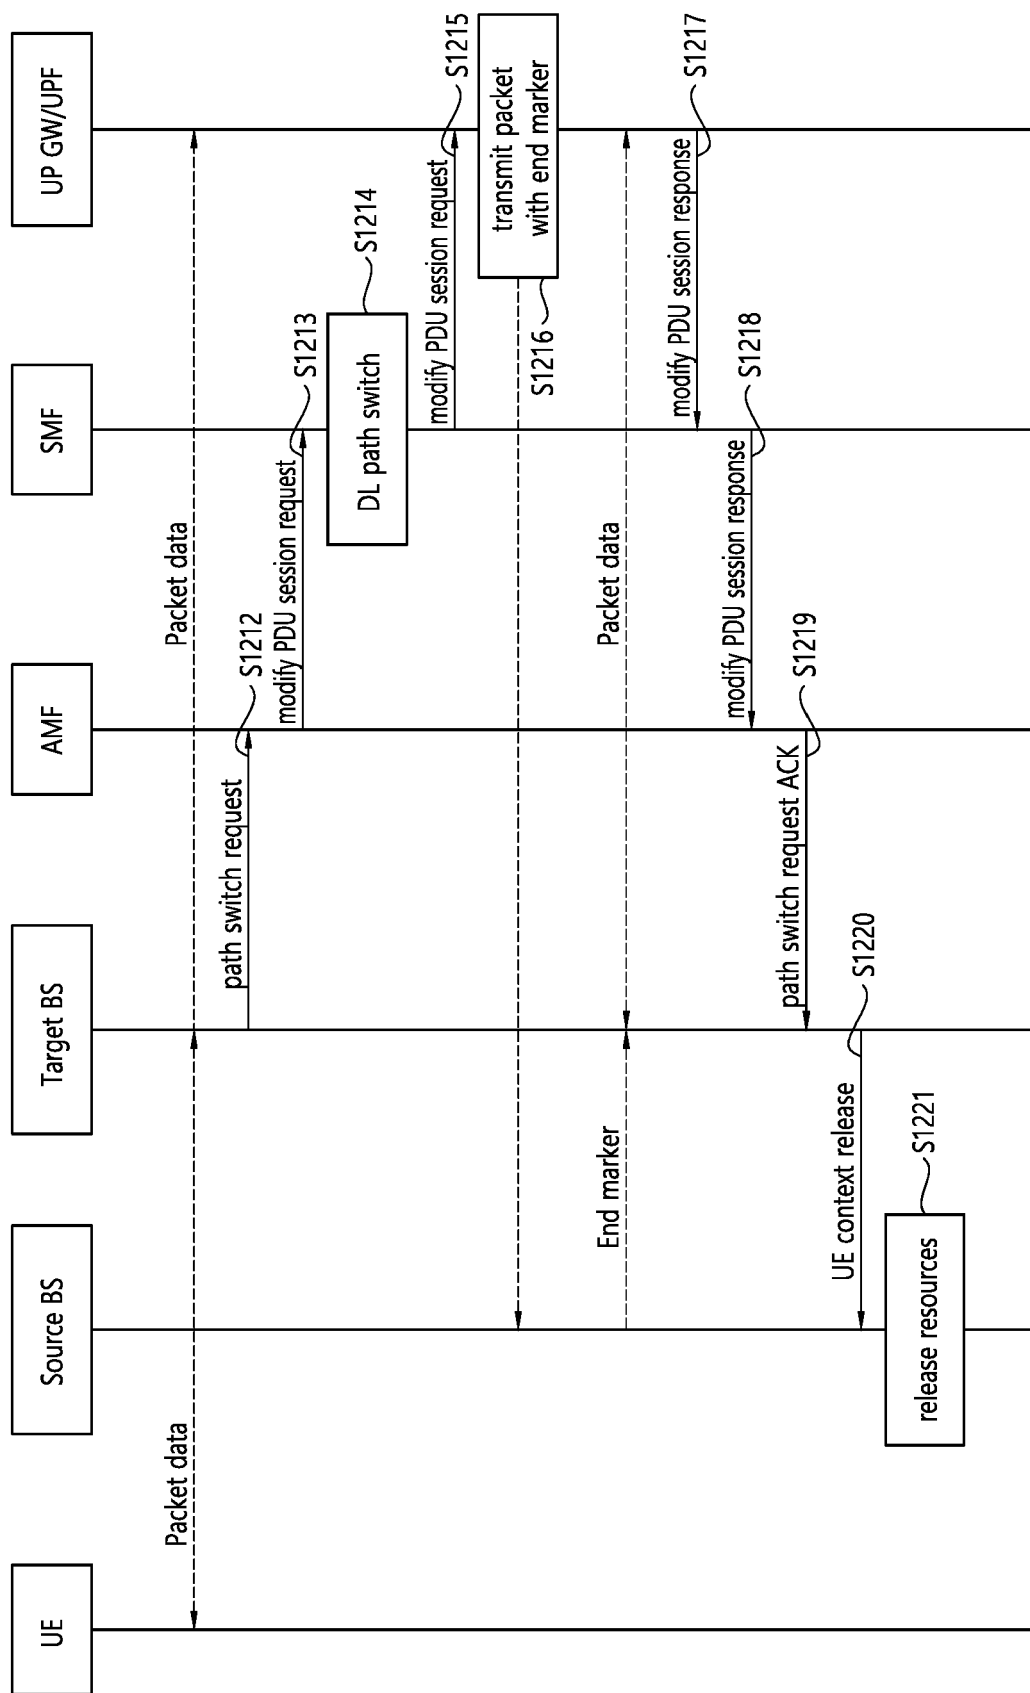 UE
Source BS
Target BS
AMF
SMF
UP GW/UPF
Packet data
Packet data
path switch request
S1212
modify PDU session request
S1213
DL path switch
S1214
modify PDU session request
S1215
transmit packet
with end marker
S1216
End marker
Packet data
modify PDU session response
S1217
modify PDU session response
S1218
path switch request ACK
S1219
UE context release
S1220
release resources
S1221